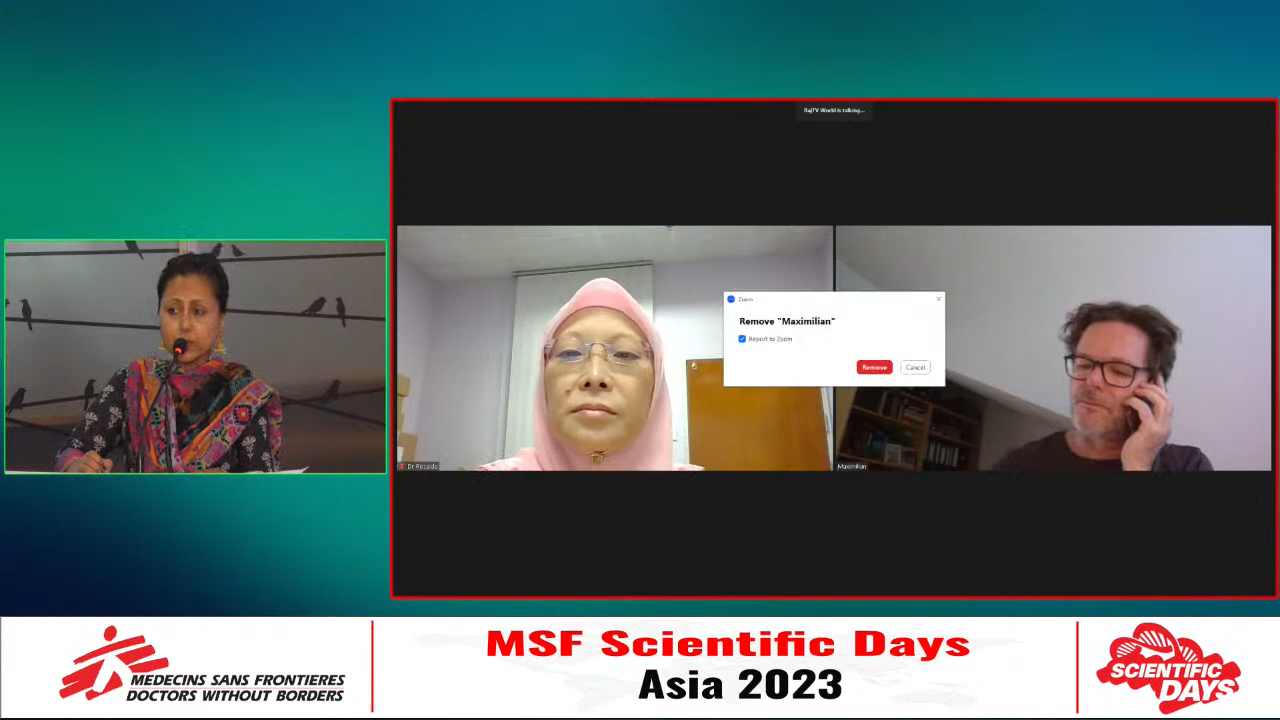 RajTV World is talking...
Zoom
Remove "Maximilian"
Report to Zoom
Remove
Cancel
Dr Rosaida
Maximilian
MEDECINS SANS FRONTIERES
DOCTORS WITHOUT BORDERS
MSF Scientific Days
Asia 2023
SCIENTIFIC
DAYS